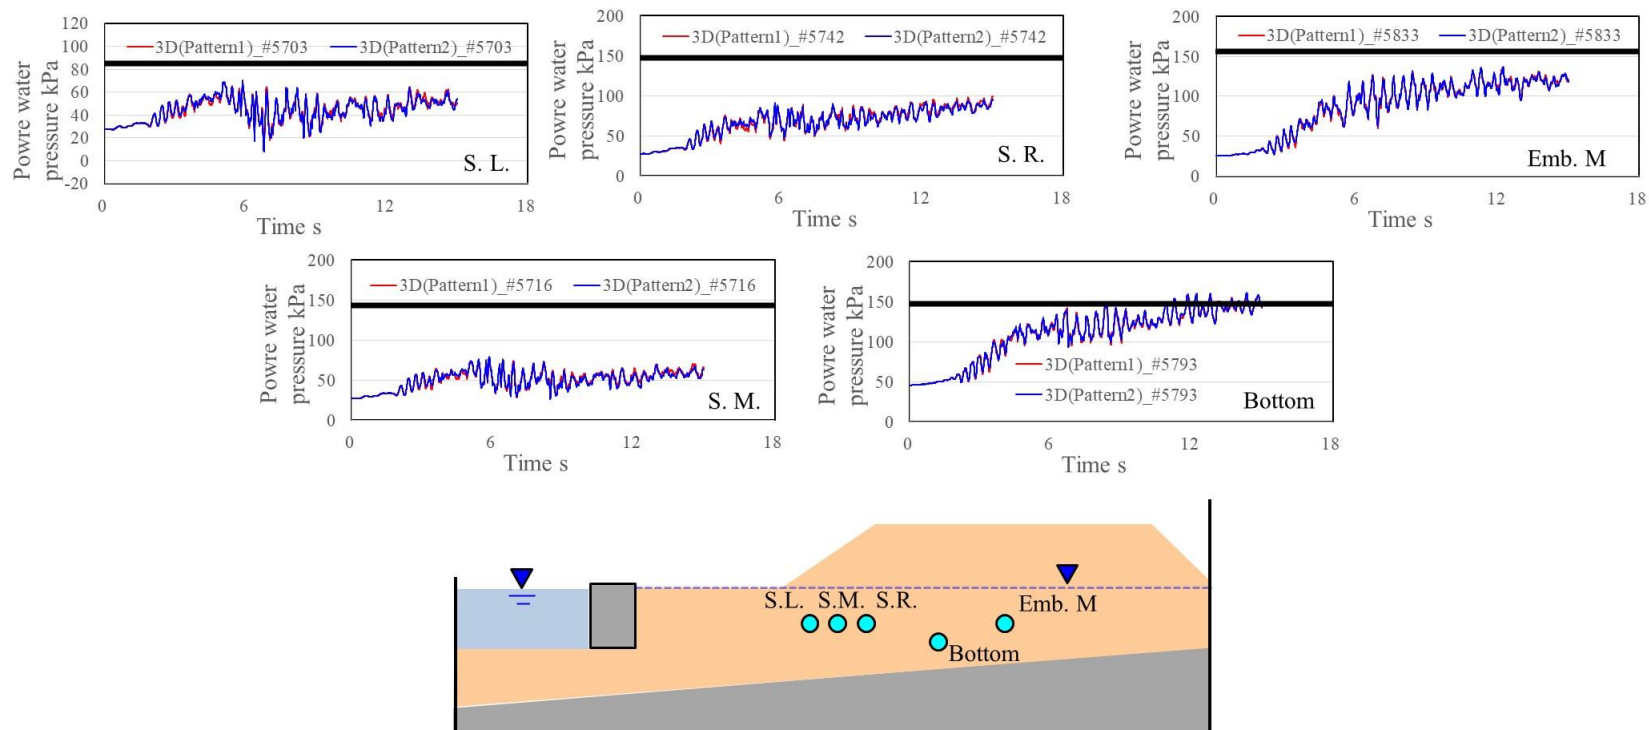 120
100
80
60
40
20
0
-20
Powre water
pressure kPa
3D(Pattern1)_#5703
3D(Pattern2)_#5703
S. L.
0
6
12
18
Time s
200
150
100
50
0
Powre water
pressure kPa
3D(Pattern1)_#5742
3D(Pattern2)_#5742
S. R.
0
6
12
18
Time s
200
150
100
50
0
Powre water
pressure kPa
3D(Pattern1)_#5833
3D(Pattern2)_#5833
Emb. M
0
6
12
18
Time s
200
150
100
50
0
Powre water
pressure kPa
3D(Pattern1)_#5716
3D(Pattern2)_#5716
S. M.
0
6
12
18
Time s
200
150
100
50
0
Powre water
pressure kPa
3D(Pattern1)_#5793
3D(Pattern2)_#5793
Bottom
0
6
12
18
Time s
S.L. S.M. S.R.
Emb. M
Bottom